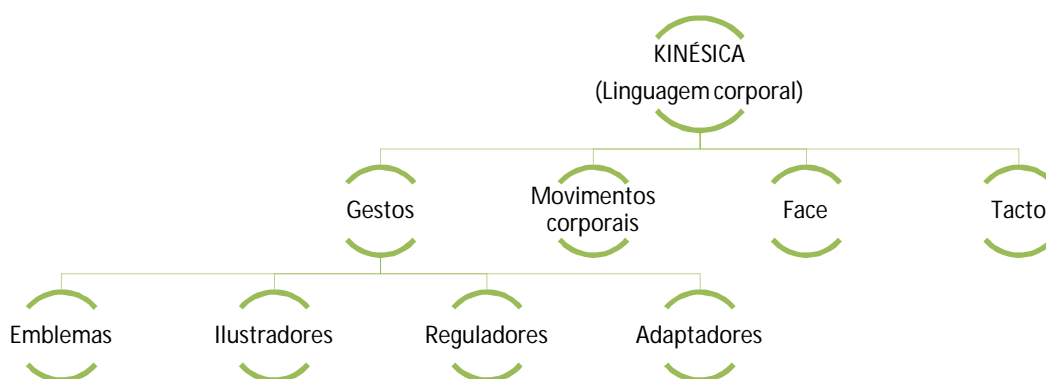 KINÉSICA
(Linguagem corporal)
Gestos
Movimentos
corporais
Face
Tacto
Emblemas
Ilustradores
Reguladores
Adaptadores